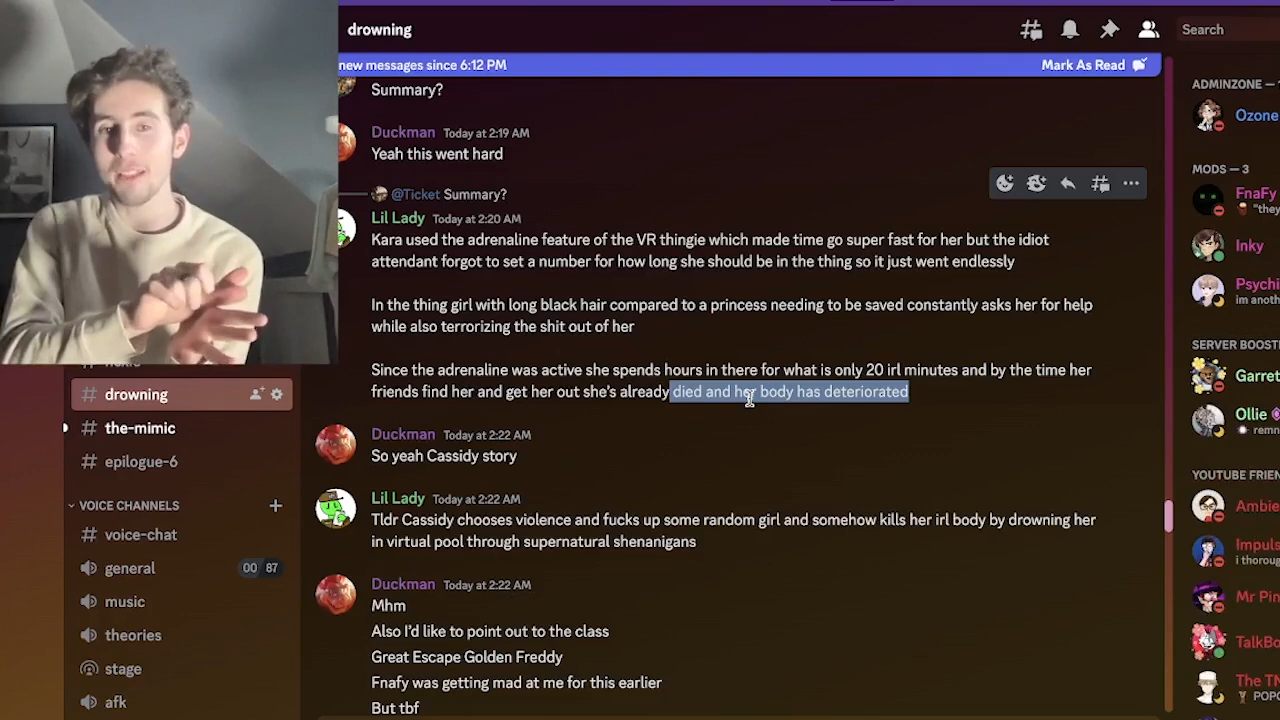 drowning
Search
new messages since 6:12 PM
Mark As Read
Summary?
Duckman Today at 2:19 AM
Yeah this went hard
@Ticket Summary?
Lil Lady Today at 2:20 AM
Kara used the adrenaline feature of the VR thingie which made time go super fast for her but the idiot
attendant forgot to set a number for how long she should be in the thing so it just went endlessly
In the thing girl with long black hair compared to a princess needing to be saved constantly asks her for help
while also terrorizing the shit out of her
Since the adrenaline was active she spends hours in there for what is only 20 irl minutes and by the time her
friends find her and get her out she's already died and her body has deteriorated
Duckman Today at 2:22 AM
So yeah Cassidy story
Lil Lady Today at 2:22 AM
Tldr Cassidy chooses violence and fucks up some random girl and somehow kills her irl body by drowning her
in virtual pool through supernatural shenanigans
Duckman Today at 2:22 AM
Mhm
Also I'd like to point out to the class
Great Escape Golden Freddy
Fnafy was getting mad at me for this earlier
But tbf
# drowning
# the-mimic
# epilogue-6
VOICE CHANNELS
# voice-chat
general 00 87
music
theories
stage
afk
ADMINZONE —
Ozone
MODS — 3
FnaFy
"they
Inky
Psychi
im anoth
SERVER BOOST
Garret
Ollie
remn
YOUTUBE FRIEN
Ambie
Impuls
i thoroug
Mr Pin
TalkBo
The TN
POPC